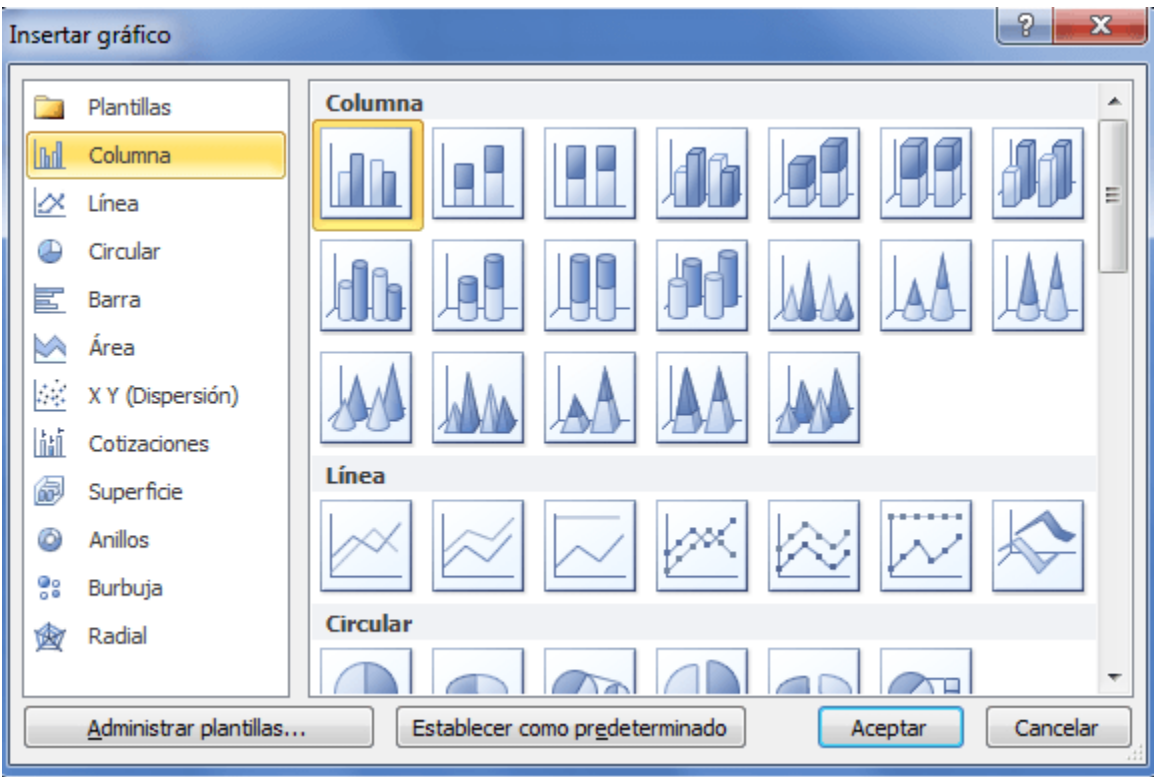 Insertar gráfico
Plantillas
Columna
Línea
Circular
Barra
Área
X Y (Dispersión)
Cotizaciones
Superficie
Anillos
Burbuja
Radial
Columna
Línea
Circular
Administrar plantillas...
Establecer como predeterminado
Aceptar
Cancelar